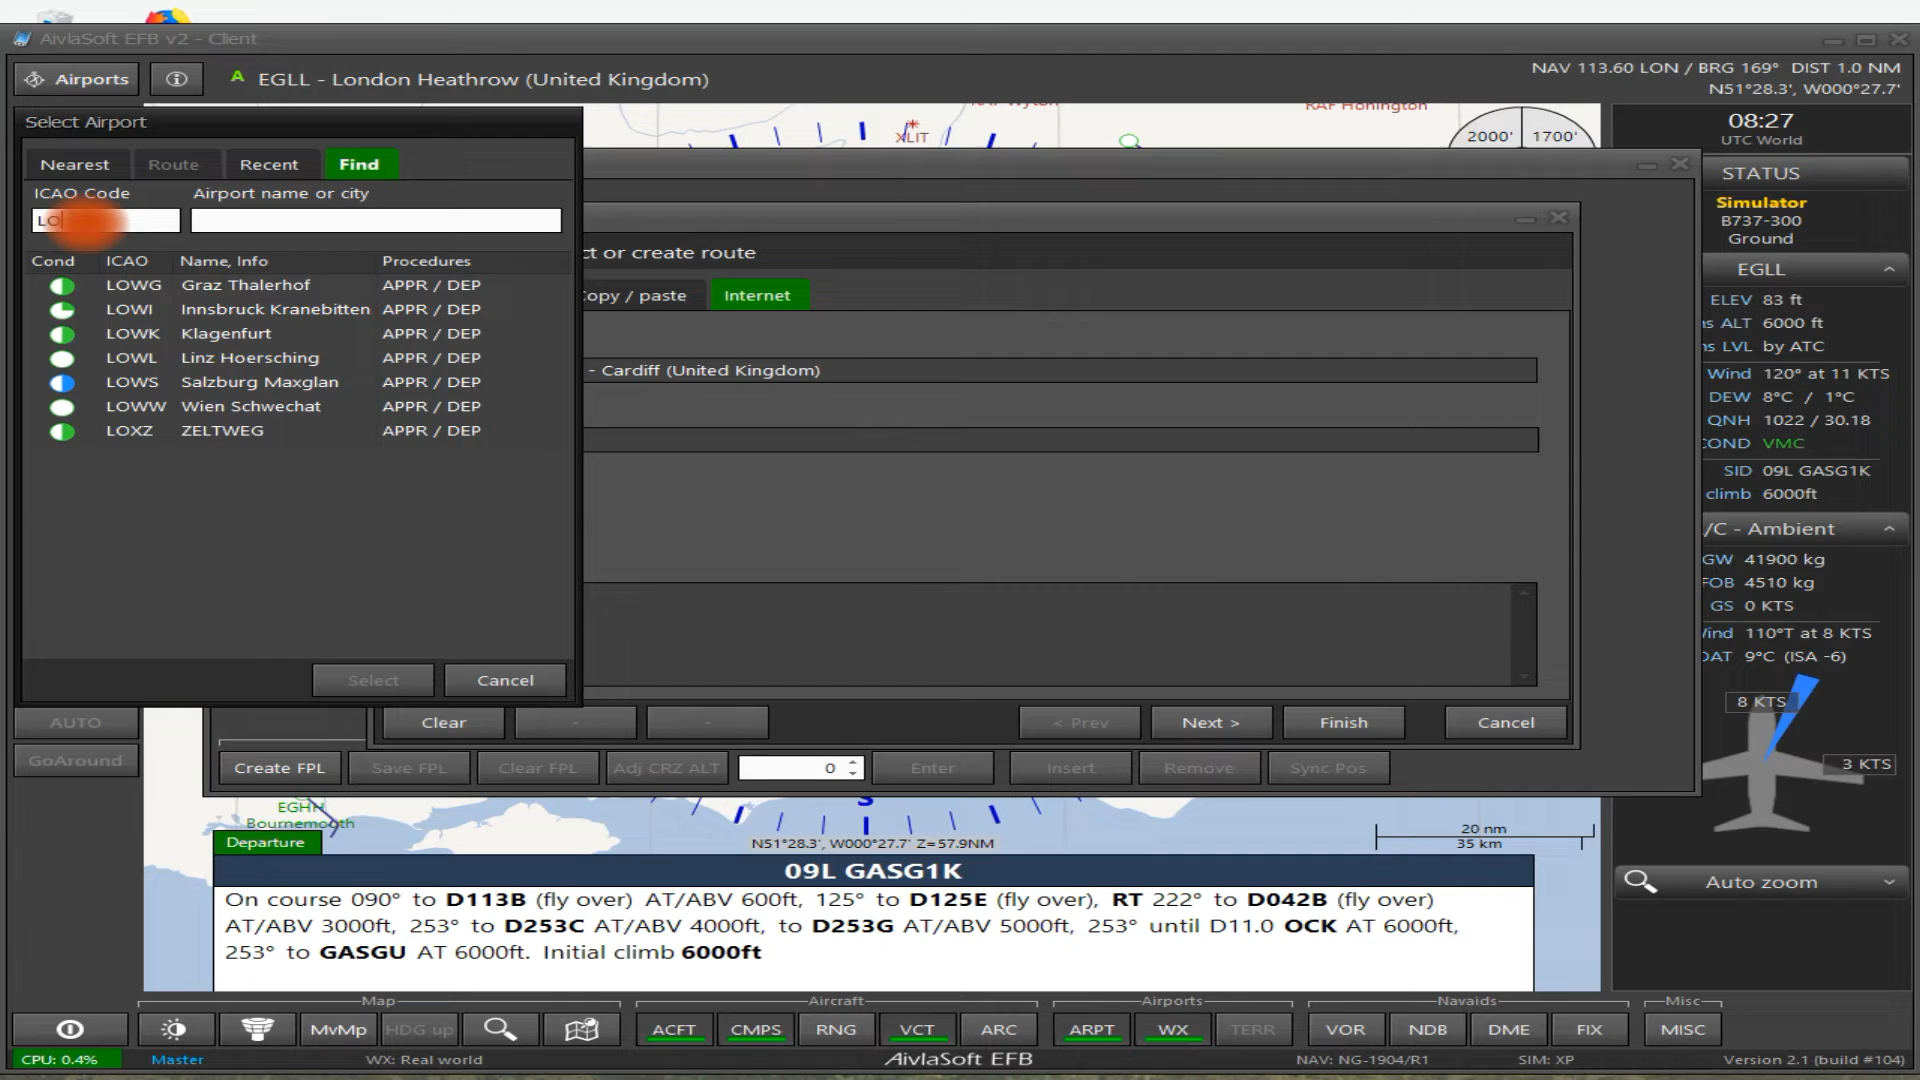 AivlaSoft EFB v2 - Client
Airports
A EGLL - London Heathrow (United Kingdom)
NAV 113.60 LON / BRG 169° DIST 1.0 NM
N51°28.3', W000°27.7'
Select Airport
Nearest Route Recent Find
ICAO Code Airport name or city
LO
Cond ICAO Name, Info Procedures
LOWG Graz Thalerhof APPR / DEP
LOWI Innsbruck Kranebitten APPR / DEP
LOWK Klagenfurt APPR / DEP
LOWL Linz Hoersching APPR / DEP
LOWS Salzburg Maxglan APPR / DEP
LOWW Wien Schwechat APPR / DEP
LOXZ ZELTWEG APPR / DEP
Select Cancel
XLIT
RAF Honington
2000' 1700'
ct or create route
opy / paste Internet
- Cardiff (United Kingdom)
Clear - - < Prev Next > Finish Cancel
AUTO
GoAround
Create FPL Save FPL Clear FPL Adj CRZ ALT 0 Enter Insert Remove Sync Pos
08:27
UTC World
STATUS
Simulator
B737-300
Ground
EGLL
ELEV 83 ft
ns ALT 6000 ft
ns LVL by ATC
Wind 120° at 11 KTS
DEW 8°C / 1°C
QNH 1022 / 30.18
COND VMC
SID 09L GASG1K
climb 6000ft
/C - Ambient
GW 41900 kg
FOB 4510 kg
GS 0 KTS
Wind 110°T at 8 KTS
OAT 9°C (ISA -6)
8 KTS
3 KTS
Auto zoom
EGHH
Bournemouth
S
N51°28.3', W000°27.7' Z=57.9NM
20 nm
35 km
Departure
09L GASG1K
On course 090° to D113B (fly over) AT/ABV 600ft, 125° to D125E (fly over), RT 222° to D042B (fly over)
AT/ABV 3000ft, 253° to D253C AT/ABV 4000ft, to D253G AT/ABV 5000ft, 253° until D11.0 OCK AT 6000ft,
253° to GASGU AT 6000ft. Initial climb 6000ft
Map Aircraft Airports Navaids Misc
MvMp HDG up ACFT CMPS RNG VCT ARC ARPT WX TERR VOR NDB DME FIX MISC
CPU: 0.4% Master WX: Real world AivlaSoft EFB NAV: NG-1904/R1 SIM: XP Version 2.1 (build #104)